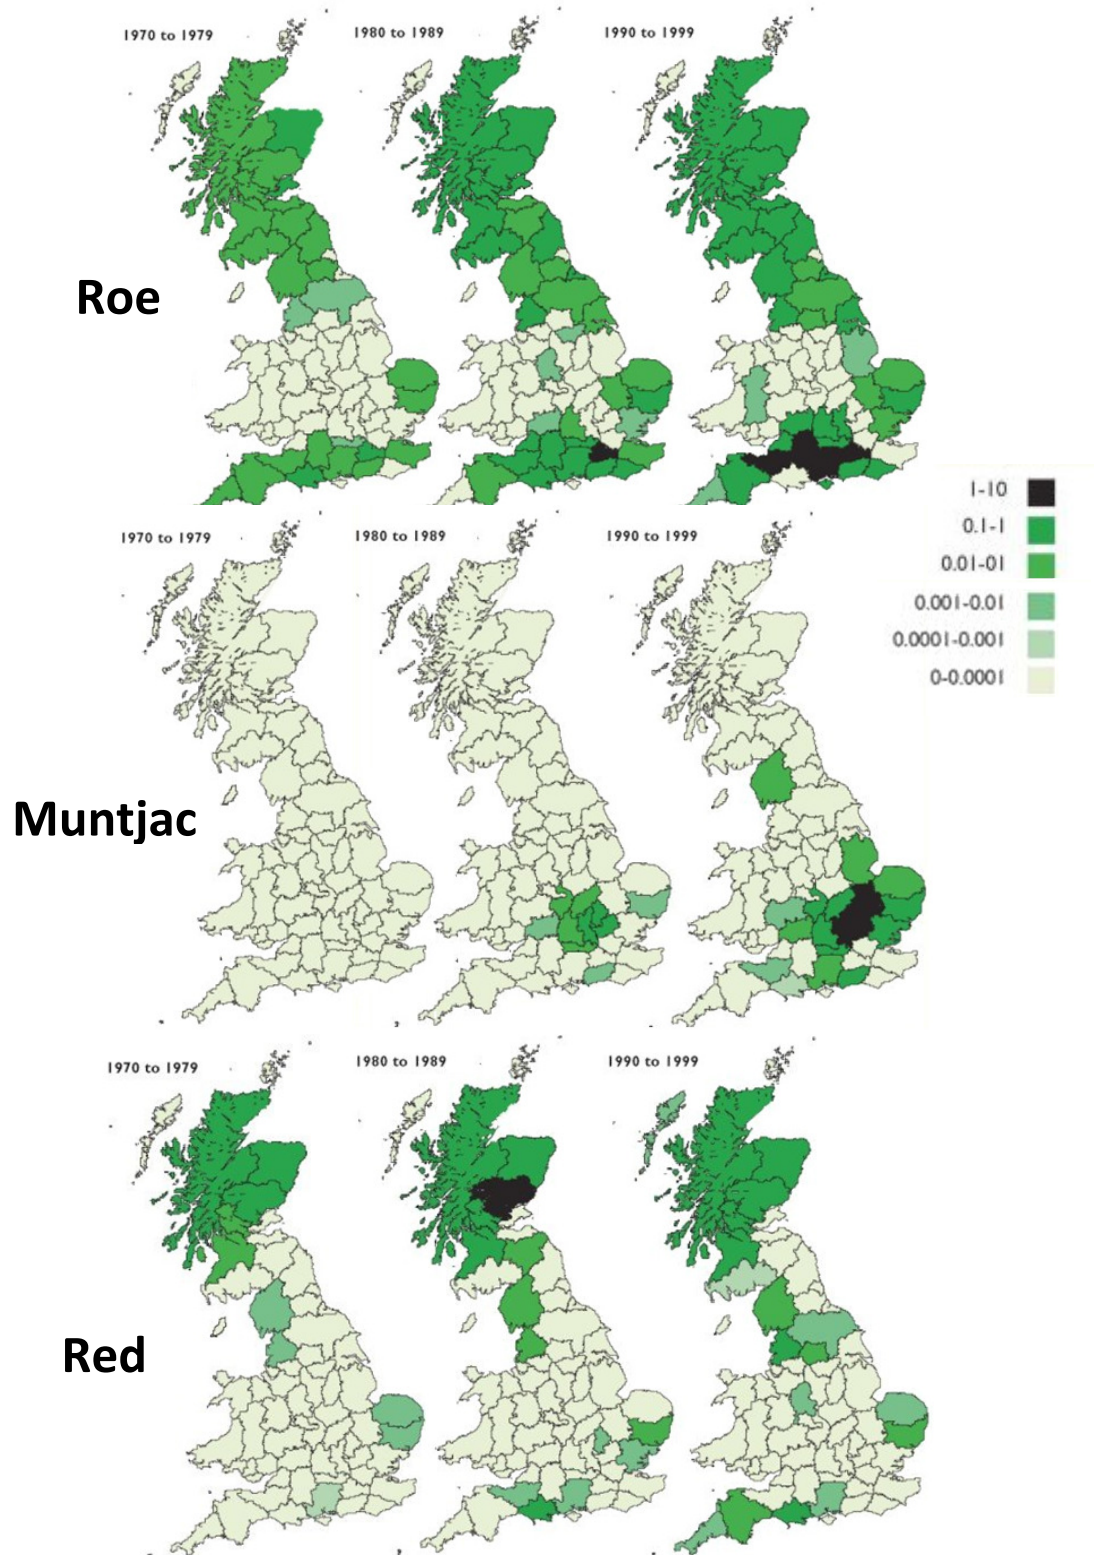 1970 to 1979
1980 to 1989
1990 to 1999
Roe
1-10
0.1-1
0.01-01
0.001-0.01
0.0001-0.001
0-0.0001
1970 to 1979
1980 to 1989
1990 to 1999
Muntjac
1970 to 1979
1980 to 1989
1990 to 1999
Red